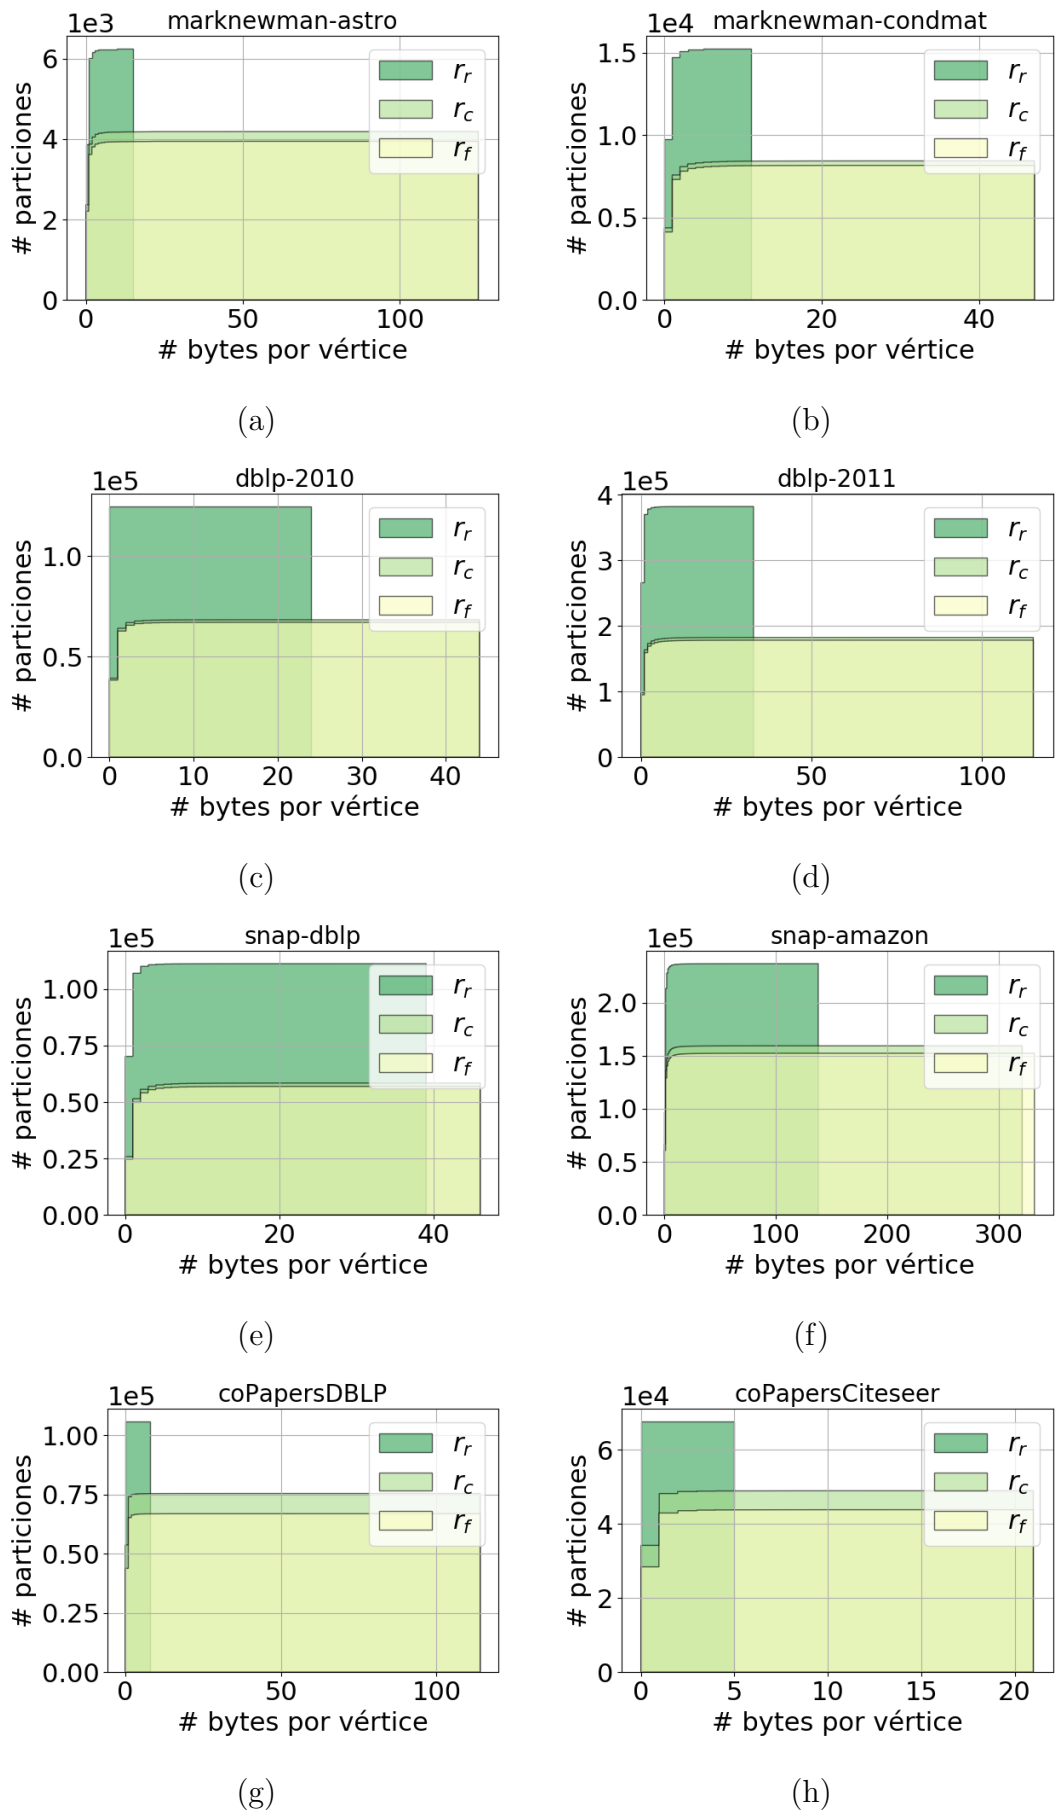 marknewman-astro
1e3
6
4
2
0
# particiones
r_r
r_c
r_f
0 50 100
# bytes por vértice
(a)
marknewman-condmat
1e4
1.5
1.0
0.5
0.0
# particiones
r_r
r_c
r_f
0 20 40
# bytes por vértice
(b)
dblp-2010
1e5
1.0
0.5
0.0
# particiones
r_r
r_c
r_f
0 10 20 30 40
# bytes por vértice
(c)
dblp-2011
1e5
4
3
2
1
0
# particiones
r_r
r_c
r_f
0 50 100
# bytes por vértice
(d)
snap-dblp
1e5
1.00
0.75
0.50
0.25
0.00
# particiones
r_r
r_c
r_f
0 20 40
# bytes por vértice
(e)
snap-amazon
1e5
2.0
1.5
1.0
0.5
0.0
# particiones
r_r
r_c
r_f
0 100 200 300
# bytes por vértice
(f)
coPapersDBLP
1e5
1.00
0.75
0.50
0.25
0.00
# particiones
r_r
r_c
r_f
0 50 100
# bytes por vértice
(g)
coPapersCiteseer
1e4
6
4
2
0
# particiones
r_r
r_c
r_f
0 5 10 15 20
# bytes por vértice
(h)